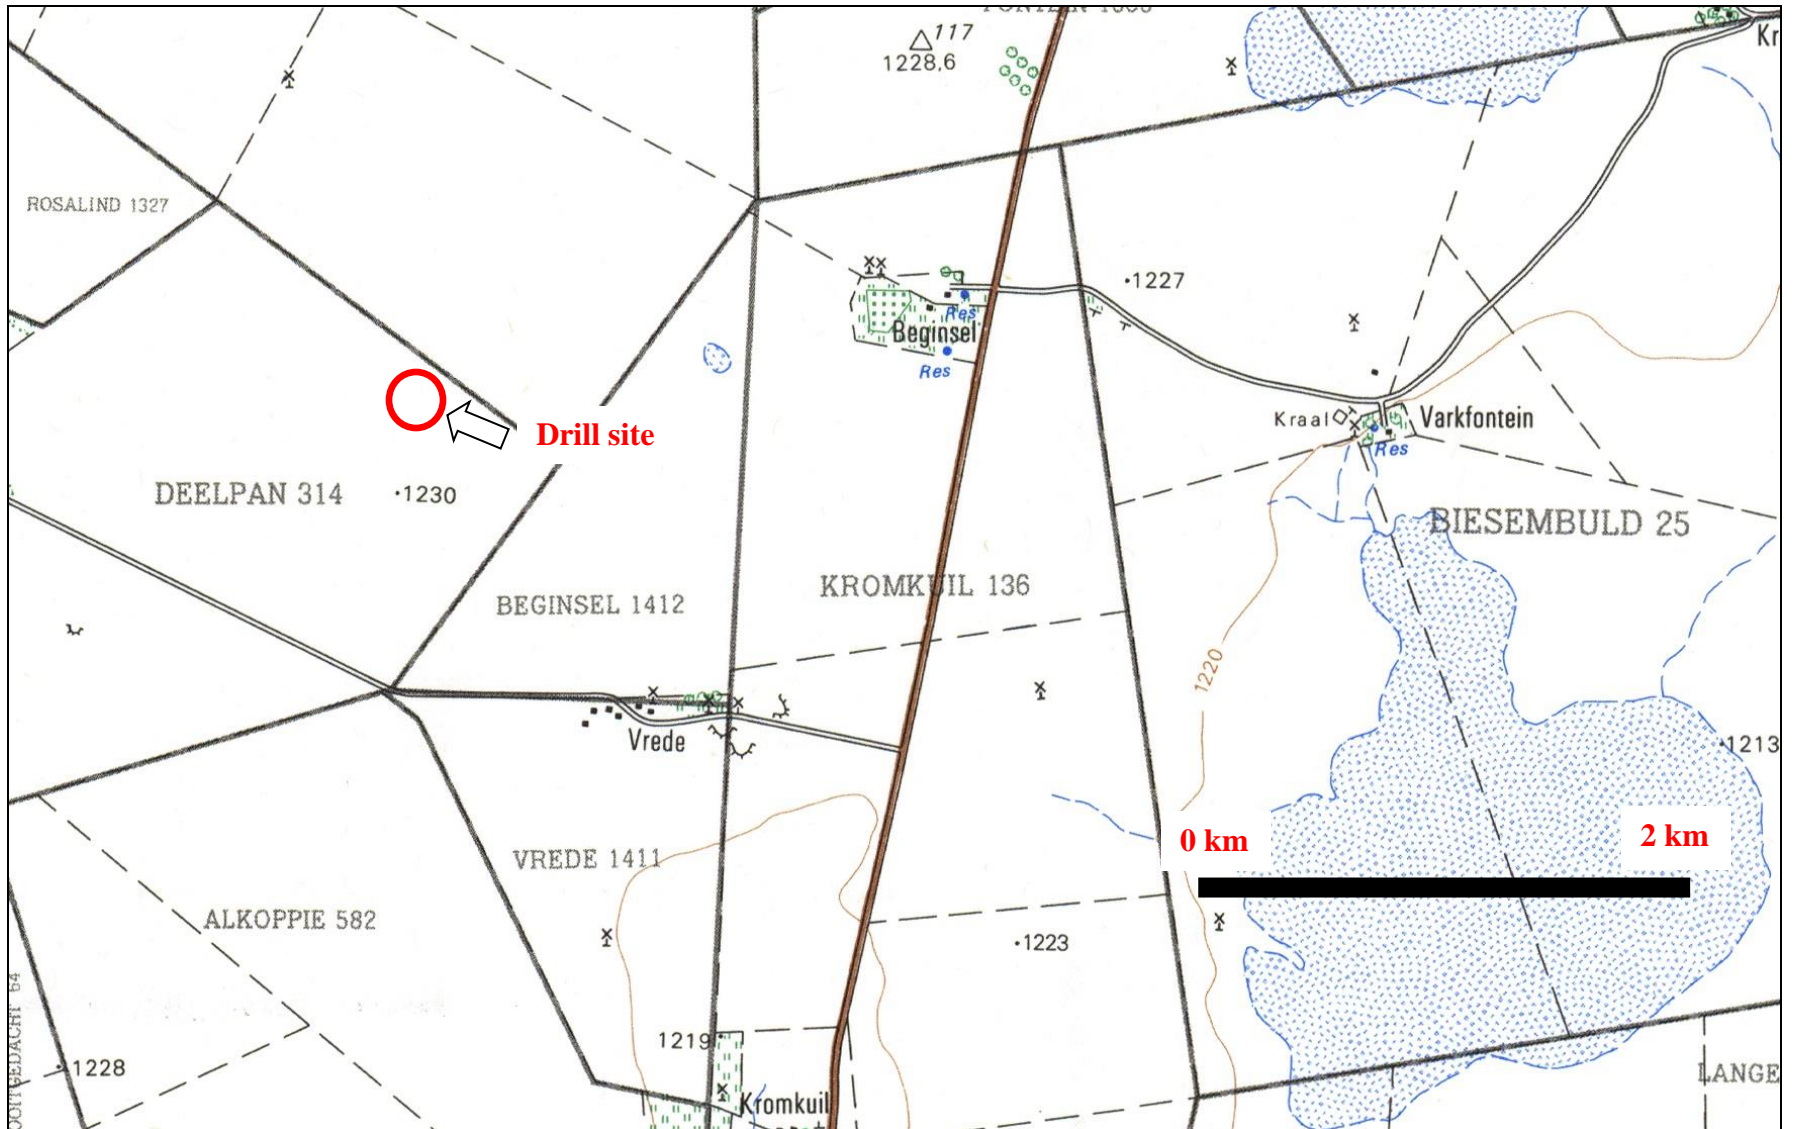 117
1228,6
Kr
ROSALIND 1327
1227
Res
Beginsel
Res
Kraal
Varkfontein
Res
Drill site
DEELPAN 314
1230
BIESEMBULD 25
KROMKUIL 136
BEGINSEL 1412
1220
Vrede
1213
0 km
2 km
VREDE 1411
ALKOPPIE 582
1223
1219
1228
LANGE
Kromkuil